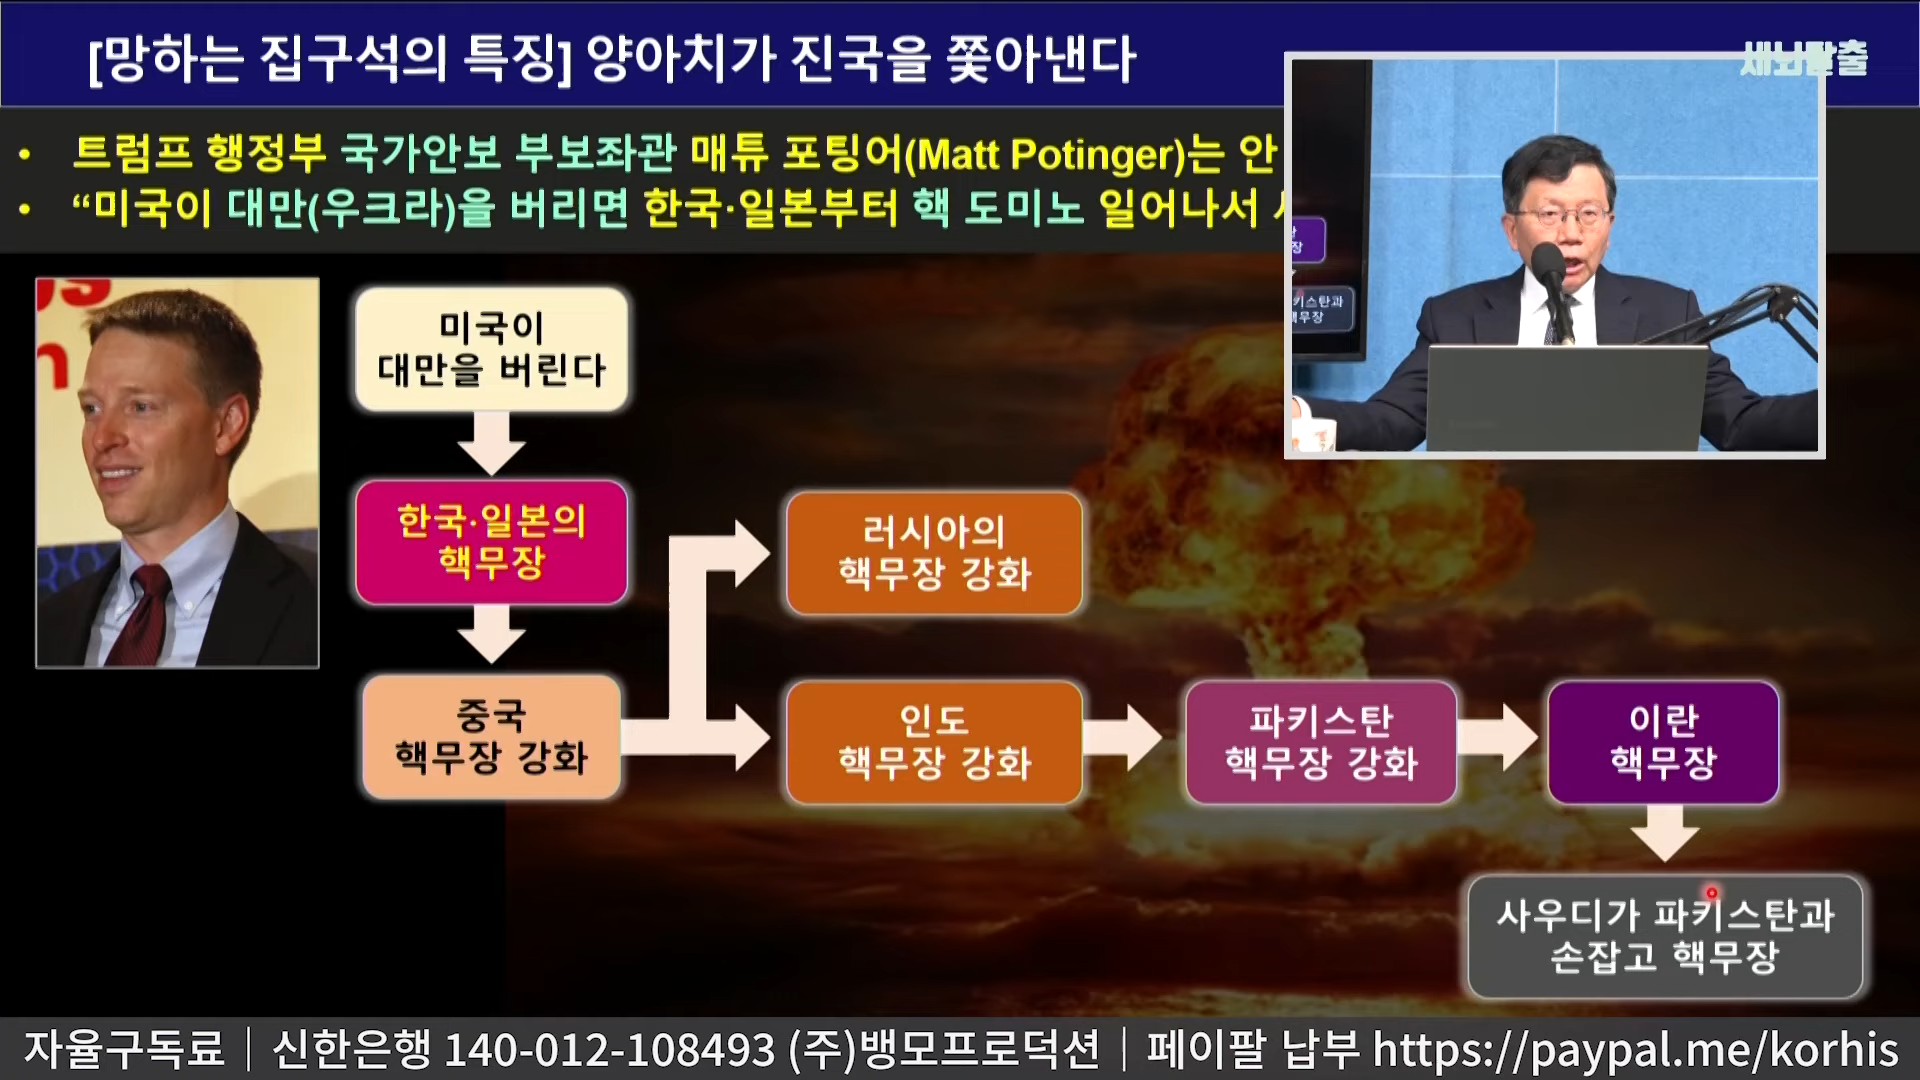 [망하는 집구석의 특징] 양아치가 진국을 쫓아낸다
세뇌탈출
• 트럼프 행정부 국가안보 부보좌관 매튜 포팅어(Matt Potinger)는 안
• “미국이 대만(우크라)을 버리면 한국·일본부터 핵 도미노 일어나서
미국이
대만을 버린다
한국·일본의
핵무장
중국
핵무장 강화
러시아의
핵무장 강화
인도
핵무장 강화
파키스탄
핵무장 강화
이란
핵무장
사우디가 파키스탄과
손잡고 핵무장
자율구독료｜신한은행 140-012-108493 (주)뱅모프로덕션｜페이팔 납부 https://paypal.me/korhis